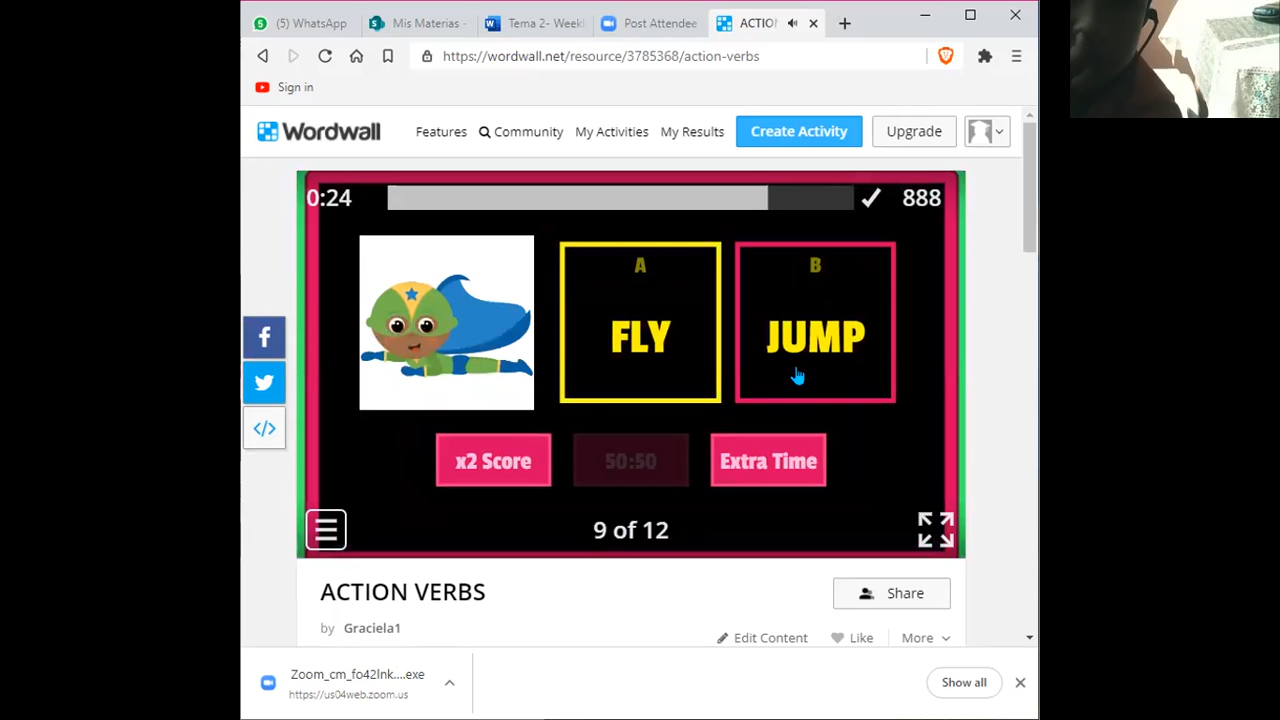 (5) WhatsApp
Mis Materias -
Tema 2- Week
Post Attendee
ACTION
https://wordwall.net/resource/3785368/action-verbs
Sign in
Wordwall
Features
Community
My Activities
My Results
Create Activity
Upgrade
0:24
888
A
B
FLY
JUMP
x2 Score
50:50
Extra Time
9 of 12
ACTION VERBS
Share
by Graciela1
Edit Content
Like
More
Zoom_cm_fo42lnk....exe
https://us04web.zoom.us
Show all